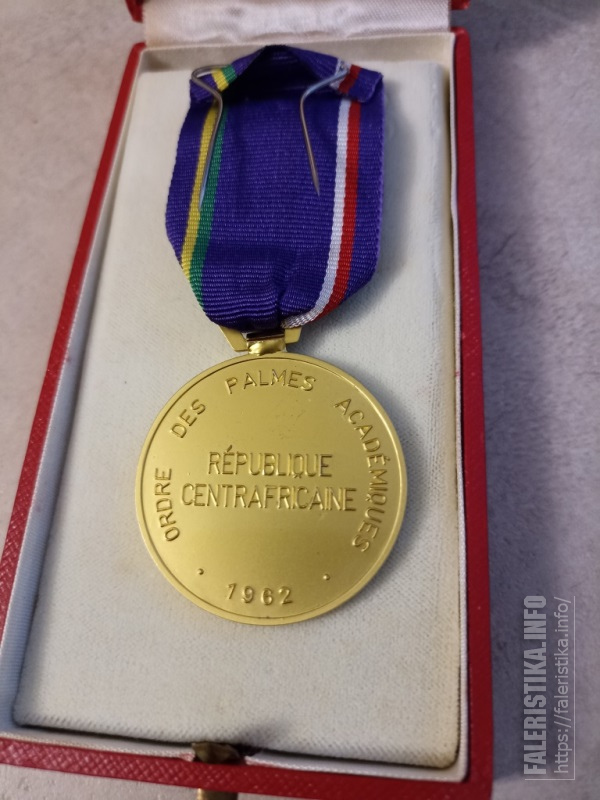 ORDRE DES PALMES ACADÉMIQUES
RÉPUBLIQUE
CENTRAFRICAINE
· 1962 ·
FALERISTIKA.INFO
https://faleristika.info/